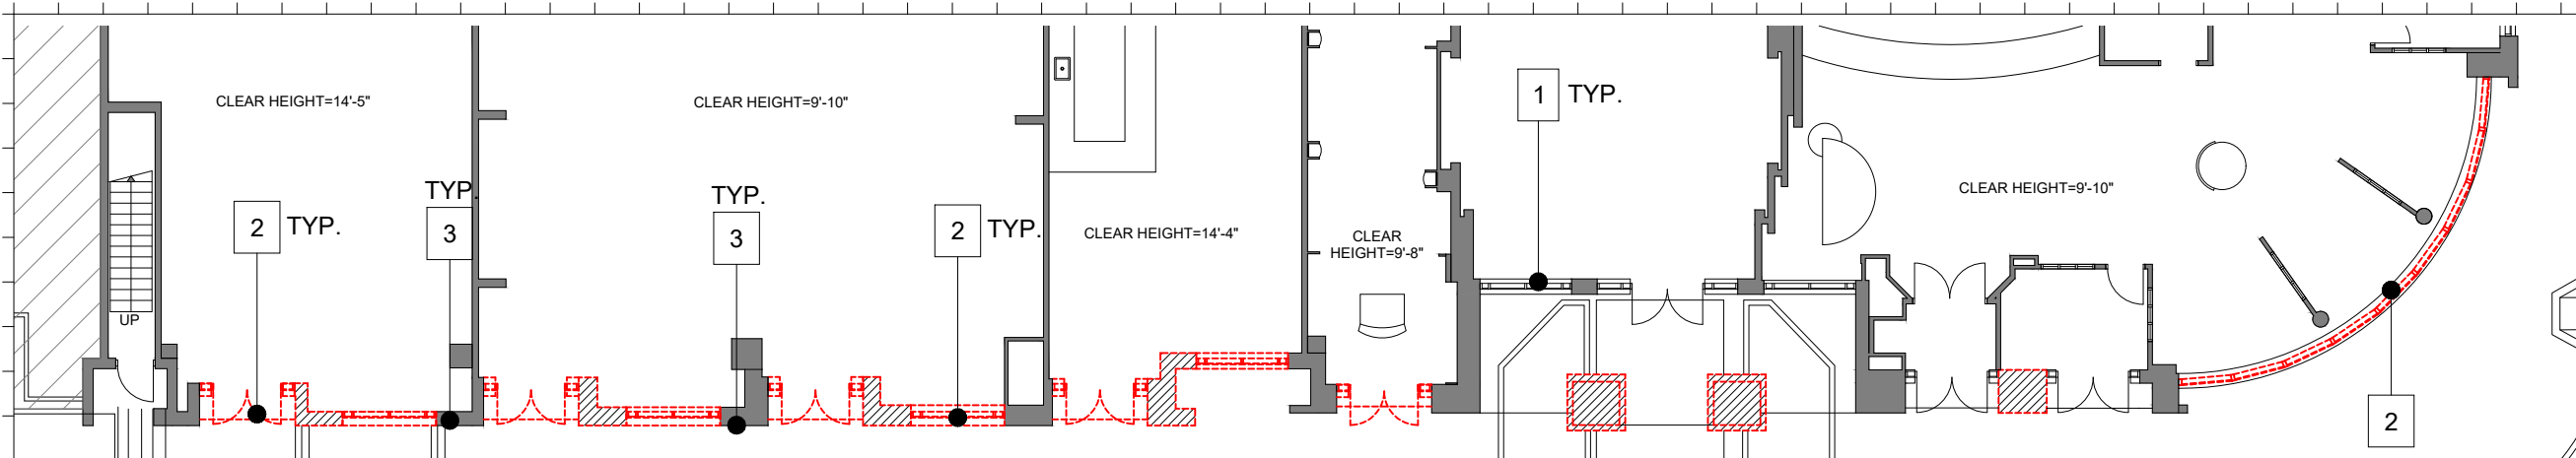 CLEAR HEIGHT=14'-5"
CLEAR HEIGHT=9'-10"
1 TYP.
TYP.
3
TYP.
3
2 TYP.
2 TYP.
CLEAR HEIGHT=14'-4"
CLEAR
HEIGHT=9'-8"
CLEAR HEIGHT=9'-10"
UP
2